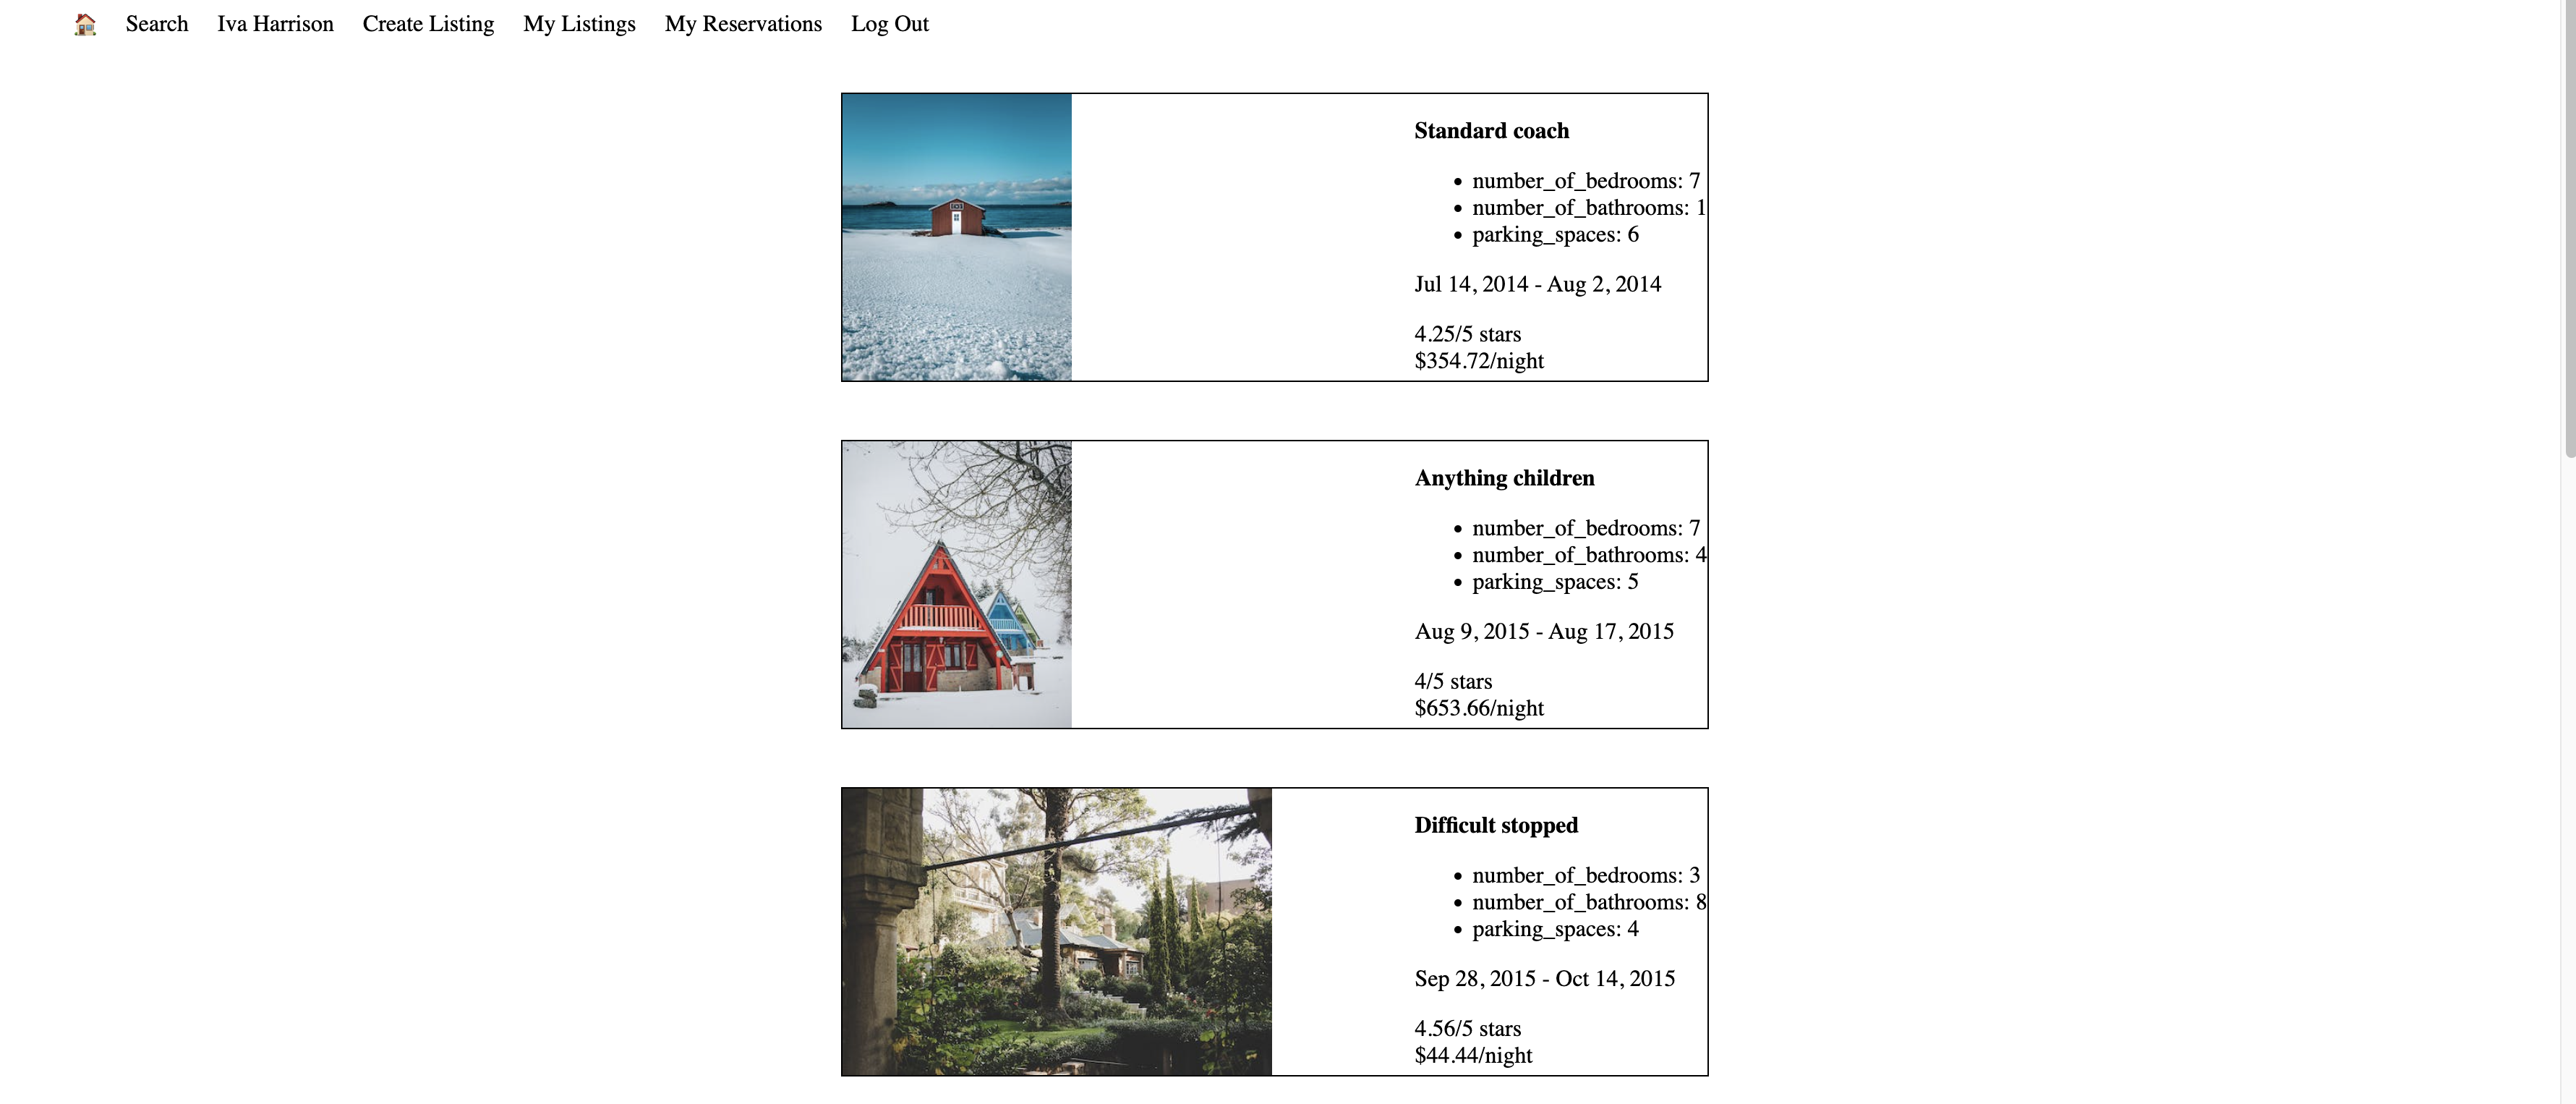 Search Iva Harrison Create Listing My Listings My Reservations Log Out
Standard coach
number_of_bedrooms: 7
number_of_bathrooms: 1
parking_spaces: 6
Jul 14, 2014 - Aug 2, 2014
4.25/5 stars
$354.72/night
Anything children
number_of_bedrooms: 7
number_of_bathrooms: 4
parking_spaces: 5
Aug 9, 2015 - Aug 17, 2015
4/5 stars
$653.66/night
Difficult stopped
number_of_bedrooms: 3
number_of_bathrooms: 8
parking_spaces: 4
Sep 28, 2015 - Oct 14, 2015
4.56/5 stars
$44.44/night